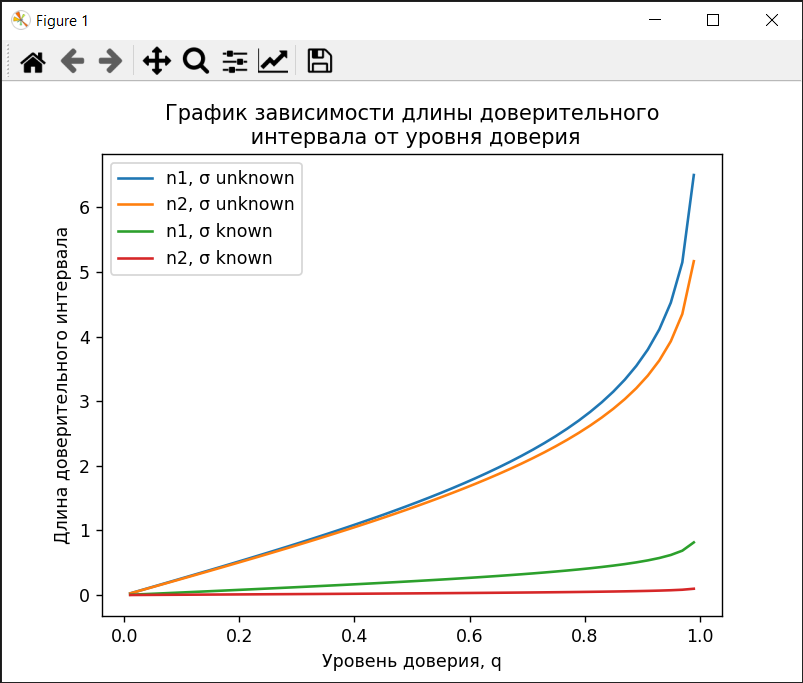 Figure 1
График зависимости длины доверительного
интервала от уровня доверия
n1, σ unknown
n2, σ unknown
n1, σ known
n2, σ known
Длина доверительного интервала
6
5
4
3
2
1
0
0.0 0.2 0.4 0.6 0.8 1.0
Уровень доверия, q